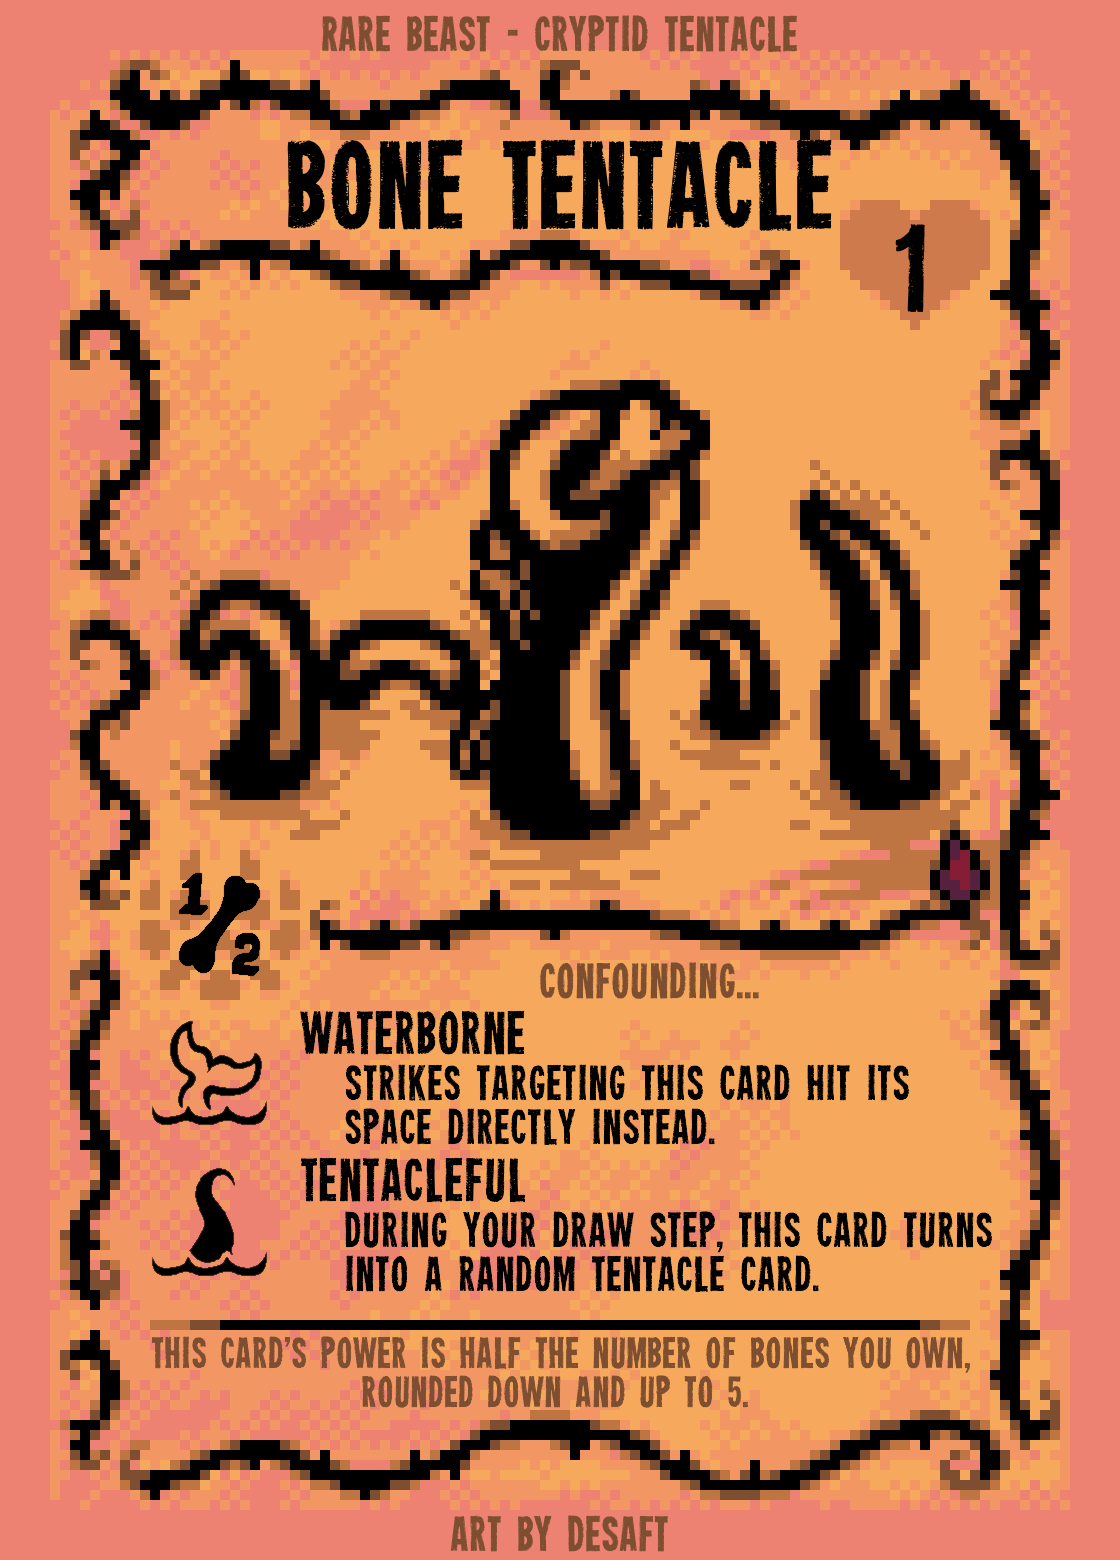 RARE BEAST - CRYPTID TENTACLE
BONE TENTACLE
1
1
2
CONFOUNDING...
WATERBORNE
STRIKES TARGETING THIS CARD HIT ITS
SPACE DIRECTLY INSTEAD.
TENTACLEFUL
DURING YOUR DRAW STEP, THIS CARD TURNS
INTO A RANDOM TENTACLE CARD.
THIS CARD'S POWER IS HALF THE NUMBER OF BONES YOU OWN,
ROUNDED DOWN AND UP TO 5.
ART BY DESAFT